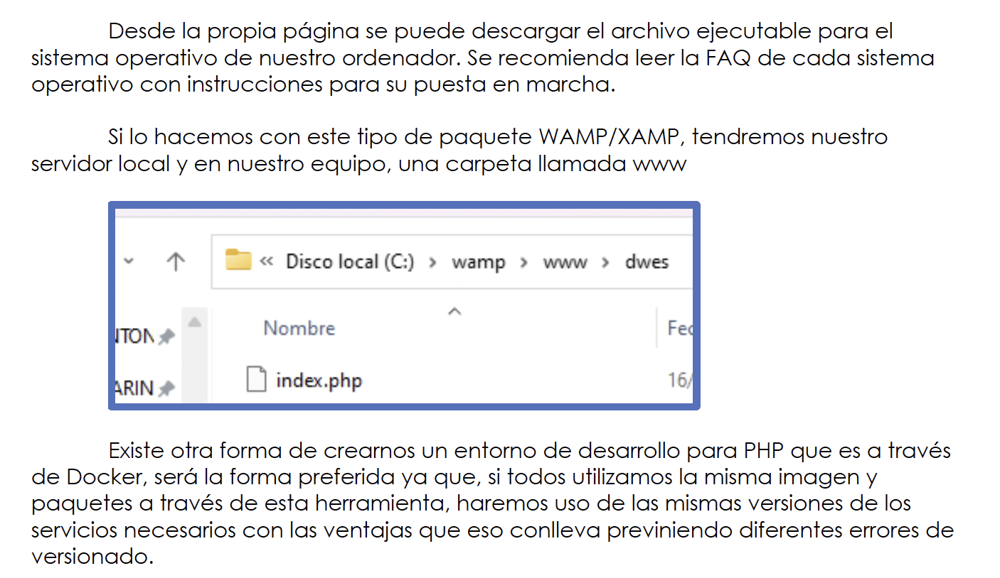 Desde la propia página se puede descargar el archivo ejecutable para el
sistema operativo de nuestro ordenador. Se recomienda leer la FAQ de cada sistema
operativo con instrucciones para su puesta en marcha.
Si lo hacemos con este tipo de paquete WAMP/XAMP, tendremos nuestro
servidor local y en nuestro equipo, una carpeta llamada www
« Disco local (C:) > wamp > www > dwes
Nombre
index.php
16/
Existe otra forma de crearnos un entorno de desarrollo para PHP que es a través
de Docker, será la forma preferida ya que, si todos utilizamos la misma imagen y
paquetes a través de esta herramienta, haremos uso de las mismas versiones de los
servicios necesarios con las ventajas que eso conlleva previniendo diferentes errores de
versionado.